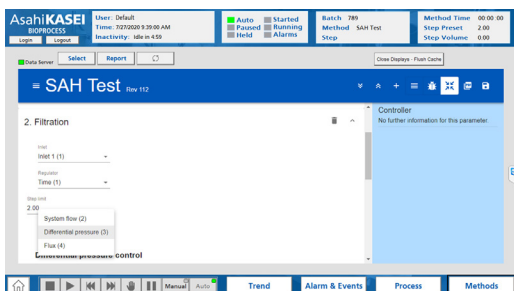 AsahiKASEI
BIOPROCESS
Login Logout
User: Default
Time: 7/27/2020 9:39:00 AM
Inactivity: Idle in 4:59
Auto Started
Paused Running
Held Alarms
Batch 789
Method SAH Test
Step
Method Time 00:00:00
Step Preset 2.00
Step Volume 0.00
Data Server Select Report Close Displays - Flush Cache
SAH Test Rev 112
Controller
No further information for this parameter.
2. Filtration
Inlet
Inlet 1 (1)
Regulator
Time (1)
Step limit
2.00
System flow (2)
Differential pressure (3)
Flux (4)
Differential pressure control
Manual Auto Trend Alarm & Events Process Methods